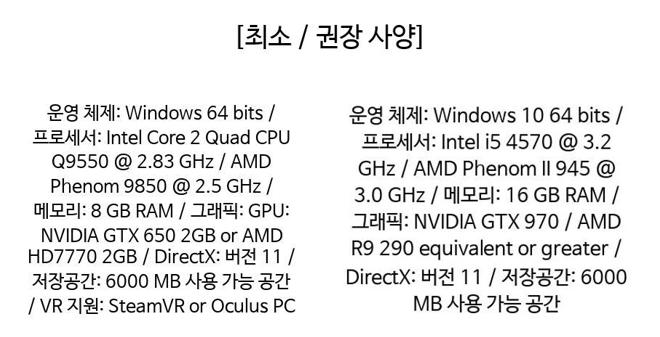 [최소 / 권장 사양]
운영 체제: Windows 64 bits /
프로세서: Intel Core 2 Quad CPU
Q9550 @ 2.83 GHz / AMD
Phenom 9850 @ 2.5 GHz /
메모리: 8 GB RAM / 그래픽: GPU:
NVIDIA GTX 650 2GB or AMD
HD7770 2GB / DirectX: 버전 11 /
저장공간: 6000 MB 사용 가능 공간
/ VR 지원: SteamVR or Oculus PC
운영 체제: Windows 10 64 bits /
프로세서: Intel i5 4570 @ 3.2
GHz / AMD Phenom II 945 @
3.0 GHz / 메모리: 16 GB RAM /
그래픽: NVIDIA GTX 970 / AMD
R9 290 equivalent or greater /
DirectX: 버전 11 / 저장공간: 6000
MB 사용 가능 공간